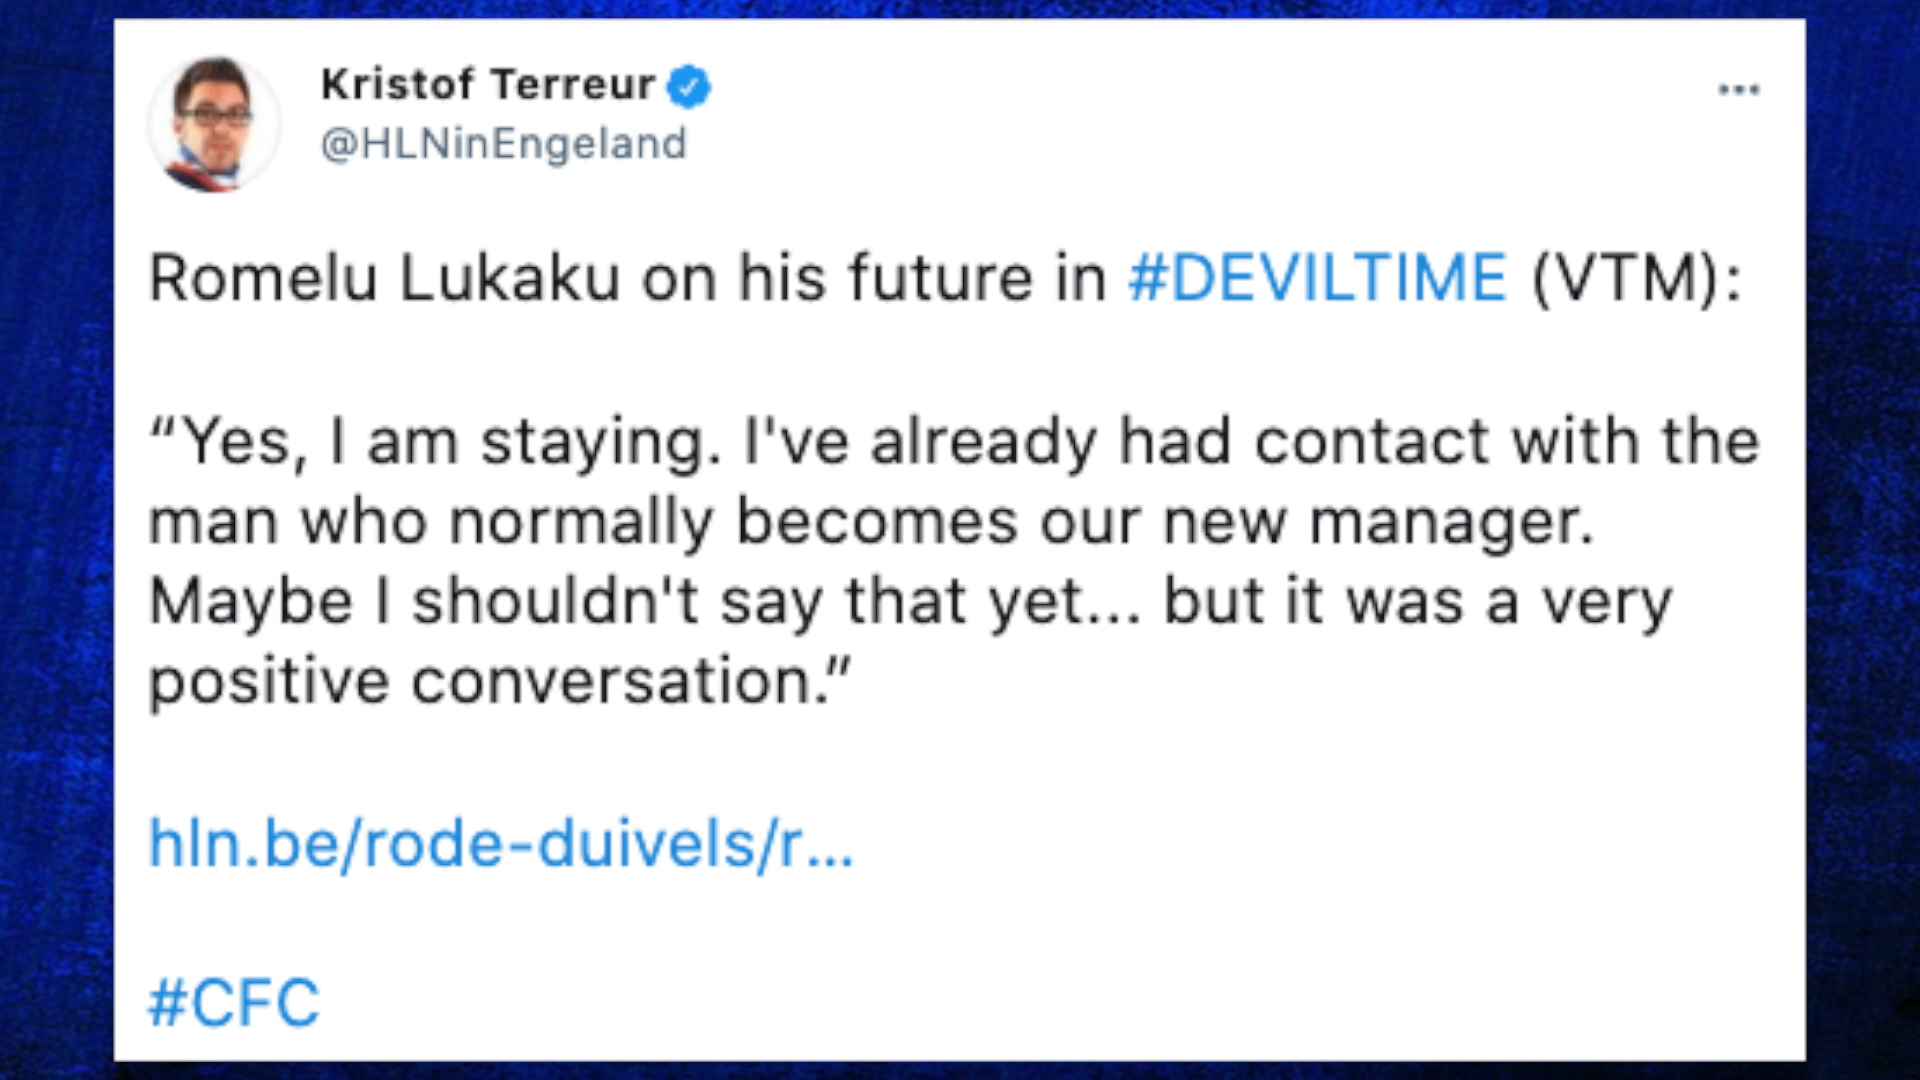 Kristof Terreur
@HLNinEngeland
Romelu Lukaku on his future in #DEVILTIME (VTM):
“Yes, I am staying. I've already had contact with the
man who normally becomes our new manager.
Maybe I shouldn't say that yet... but it was a very
positive conversation.”
hln.be/rode-duivels/r...
#CFC